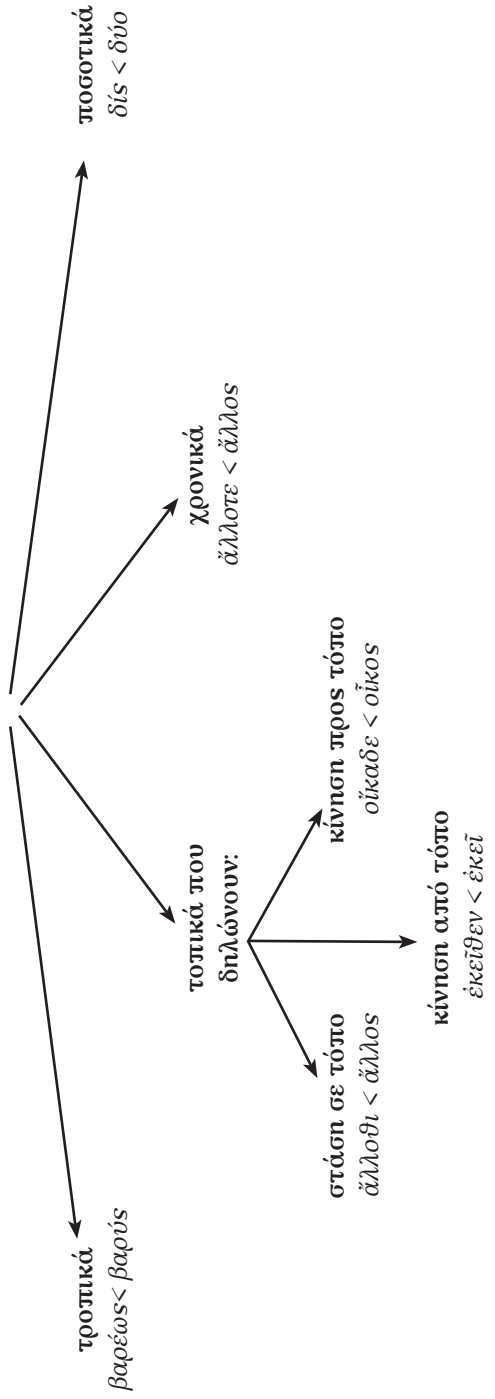 τροπικά
βαρέως< βαρύς
τοπικά που
δηλώνουν:
στάση σε τόπο
ἄλλοθι < ἄλλος
κίνηση από τόπο
ἐκεῖθεν < ἐκεῖ
κίνηση προς τόπο
οἴκαδε < οἶκος
χρονικά
ἄλλοτε < ἄλλος
ποσοτικά
δίς < δύο